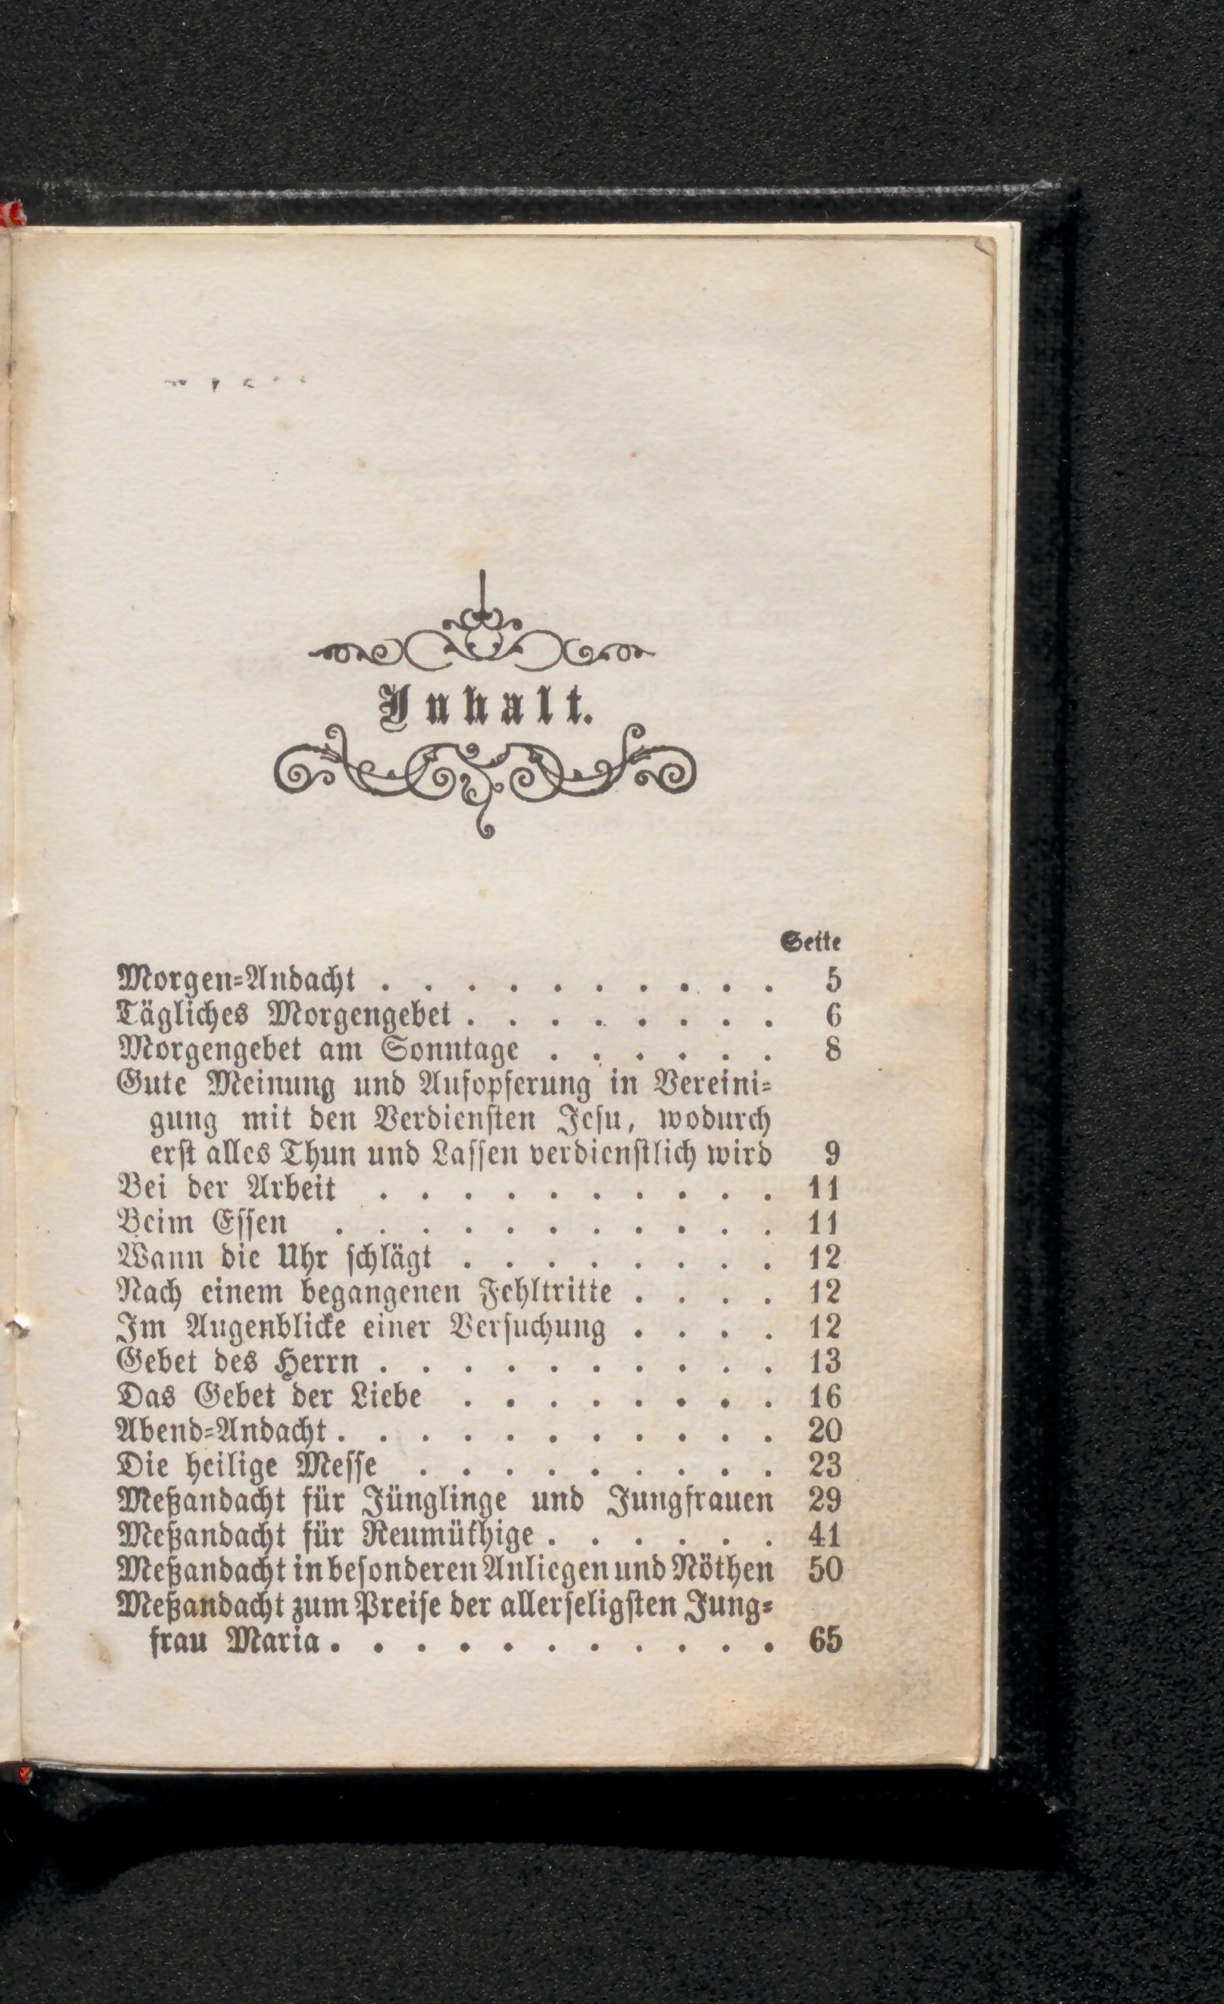 Inhalt.
Seite
Morgen-Andacht . . . . . . . . . . 5
Tägliches Morgengebet . . . . . . . . 6
Morgengebet am Sonntage . . . . . . 8
Gute Meinung und Aufopferung in Vereini-
gung mit den Verdiensten Jesu, wodurch
erst alles Thun und Lassen verdienstlich wird 9
Bei der Arbeit . . . . . . . . . . 11
Beim Essen . . . . . . . . . . . 11
Wann die Uhr schlägt . . . . . . . . 12
Nach einem begangenen Fehltritte . . . . 12
Im Augenblicke einer Versuchung . . . . 12
Gebet des Herrn . . . . . . . . . . 13
Das Gebet der Liebe . . . . . . . . 16
Abend-Andacht . . . . . . . . . . . 20
Die heilige Messe . . . . . . . . . 23
Meßandacht für Jünglinge und Jungfrauen 29
Meßandacht für Reumüthige . . . . . . 41
Meßandacht in besonderen Anliegen und Nöthen 50
Meßandacht zum Preise der allerseligsten Jung-
frau Maria . . . . . . . . . . . 65